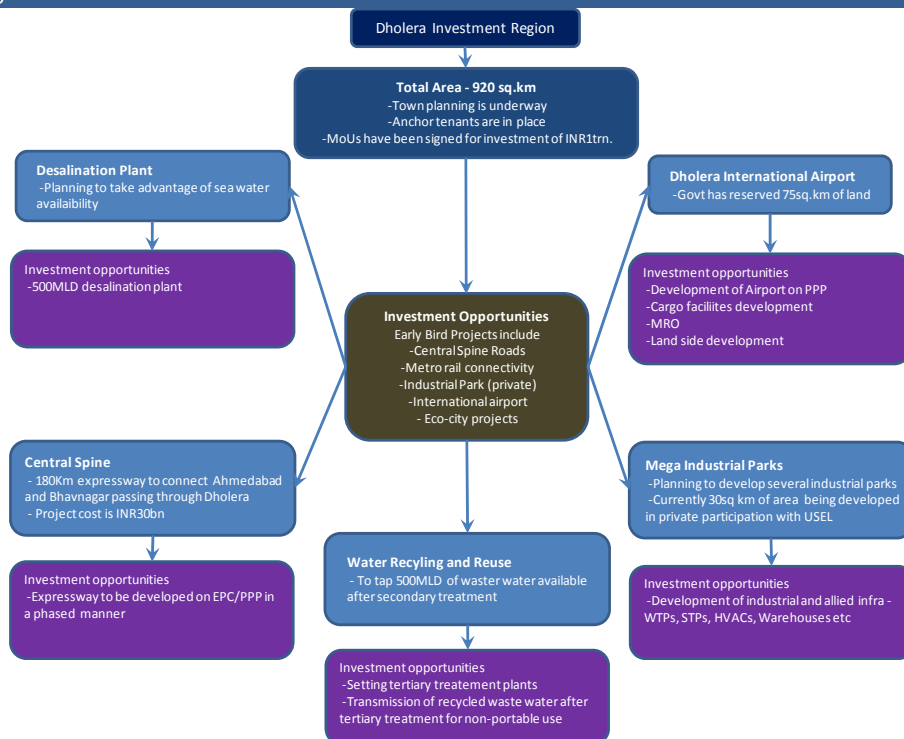 Dholera Investment Region
Total Area - 920 sq.km
-Town planning is underway
-Anchor tenants are in place
-MoUs have been signed for investment of INR1trn.
Desalination Plant
-Planning to take advantage of sea water
availaibility
Dholera International Airport
-Govt has reserved 75sq.km of land
Investment opportunities
-500MLD desalination plant
Investment opportunities
-Development of Airport on PPP
-Cargo faciliites development
-MRO
-Land side development
Investment Opportunities
Early Bird Projects include
-Central Spine Roads
-Metro rail connectivity
-Industrial Park (private)
-International airport
- Eco-city projects
Central Spine
- 180Km expressway to connect Ahmedabad
and Bhavnagar passing through Dholera
- Project cost is INR30bn
Mega Industrial Parks
-Planning to develop several industrial parks
-Currently 30sq km of area being developed
in private participation with USEL
Water Recyling and Reuse
- To tap 500MLD of waster water available
after secondary treatment
Investment opportunities
-Expressway to be developed on EPC/PPP in
a phased manner
Investment opportunities
-Development of industrial and allied infra -
WTPs, STPs, HVACs, Warehouses etc
Investment opportunities
-Setting tertiary treatement plants
-Transmission of recycled waste water after
tertiary treatment for non-portable use